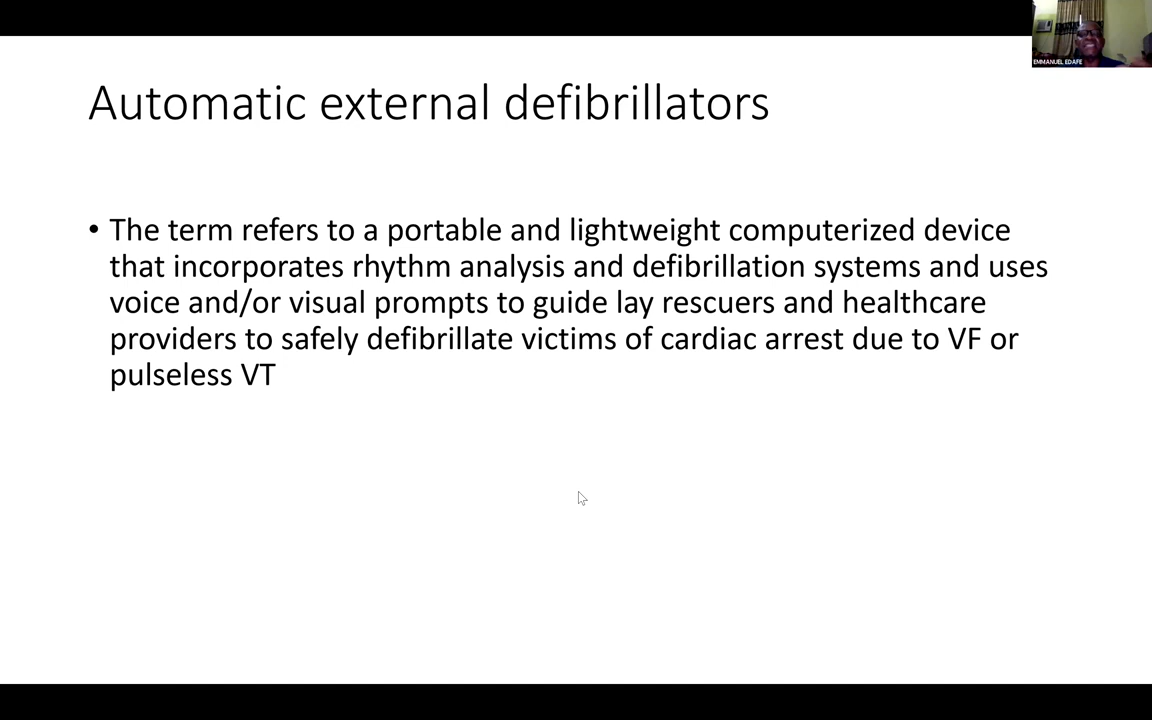 EMMANUEL EDAFE
Automatic external defibrillators
• The term refers to a portable and lightweight computerized device
that incorporates rhythm analysis and defibrillation systems and uses
voice and/or visual prompts to guide lay rescuers and healthcare
providers to safely defibrillate victims of cardiac arrest due to VF or
pulseless VT